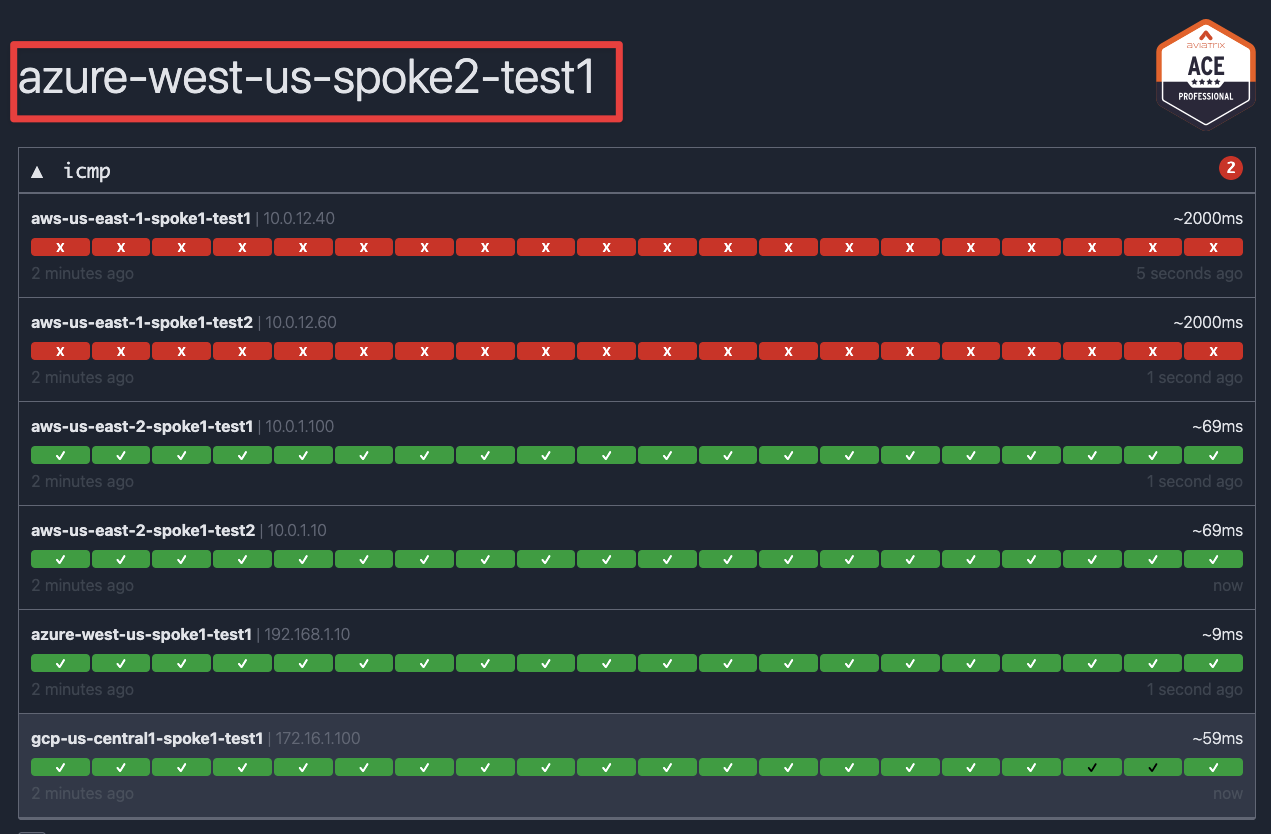 azure-west-us-spoke2-test1
aviatrix
ACE
PROFESSIONAL
▲ icmp 2
aws-us-east-1-spoke1-test1 | 10.0.12.40 ~2000ms
x x x x x x x x x x x x x x x x x x x x
2 minutes ago 5 seconds ago
aws-us-east-1-spoke1-test2 | 10.0.12.60 ~2000ms
x x x x x x x x x x x x x x x x x x x x
2 minutes ago 1 second ago
aws-us-east-2-spoke1-test1 | 10.0.1.100 ~69ms
✓ ✓ ✓ ✓ ✓ ✓ ✓ ✓ ✓ ✓ ✓ ✓ ✓ ✓ ✓ ✓ ✓ ✓ ✓ ✓
2 minutes ago 1 second ago
aws-us-east-2-spoke1-test2 | 10.0.1.10 ~69ms
✓ ✓ ✓ ✓ ✓ ✓ ✓ ✓ ✓ ✓ ✓ ✓ ✓ ✓ ✓ ✓ ✓ ✓ ✓ ✓
2 minutes ago now
azure-west-us-spoke1-test1 | 192.168.1.10 ~9ms
✓ ✓ ✓ ✓ ✓ ✓ ✓ ✓ ✓ ✓ ✓ ✓ ✓ ✓ ✓ ✓ ✓ ✓ ✓ ✓
2 minutes ago 1 second ago
gcp-us-central1-spoke1-test1 | 172.16.1.100 ~59ms
✓ ✓ ✓ ✓ ✓ ✓ ✓ ✓ ✓ ✓ ✓ ✓ ✓ ✓ ✓ ✓ ✓ ✓ ✓ ✓
2 minutes ago now